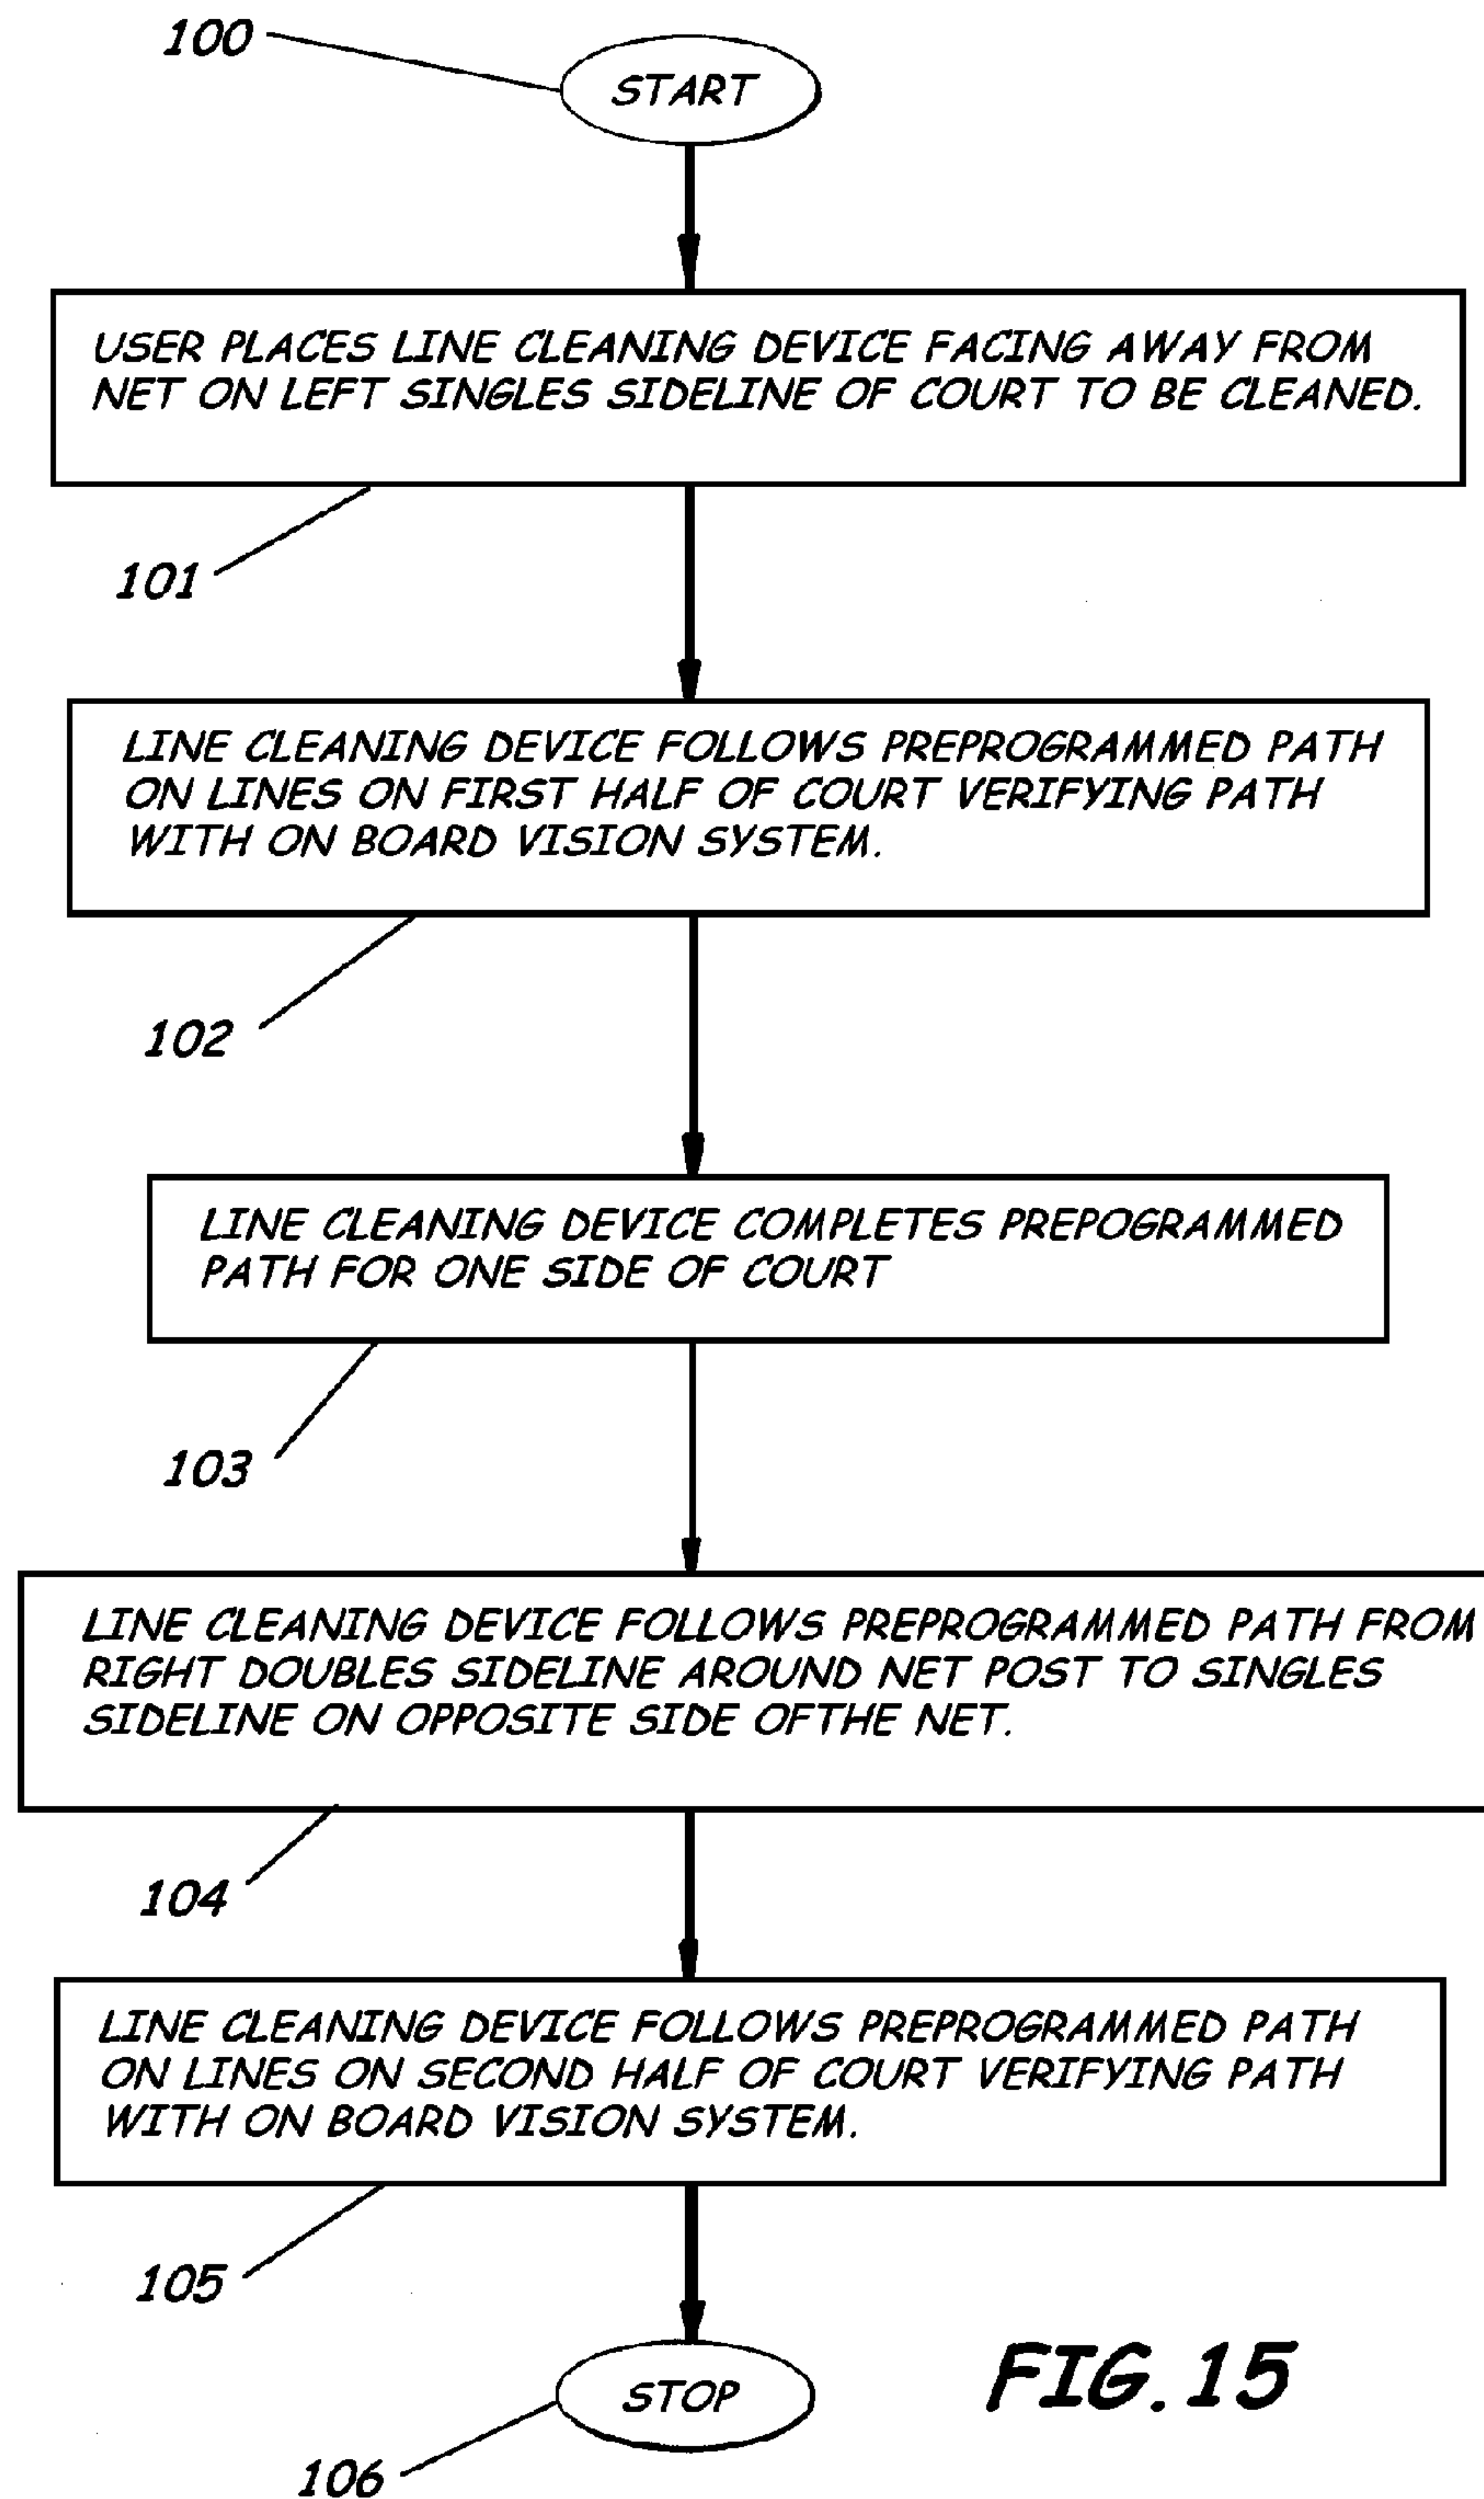 100
START
USER PLACES LINE CLEANING DEVICE FACING AWAY FROM
NET ON LEFT SINGLES SIDELINE OF COURT TO BE CLEANED.
101
LINE CLEANING DEVICE FOLLOWS PREPROGRAMMED PATH
ON LINES ON FIRST HALF OF COURT VERIFYING PATH
WITH ON BOARD VISION SYSTEM.
102
LINE CLEANING DEVICE COMPLETES PREPOGRAMMED
PATH FOR ONE SIDE OF COURT
103
LINE CLEANING DEVICE FOLLOWS PREPROGRAMMED PATH FROM
RIGHT DOUBLES SIDELINE AROUND NET POST TO SINGLES
SIDELINE ON OPPOSITE SIDE OFTHE NET.
104
LINE CLEANING DEVICE FOLLOWS PREPROGRAMMED PATH
ON LINES ON SECOND HALF OF COURT VERIFYING PATH
WITH ON BOARD VISION SYSTEM.
105
STOP
FIG. 15
106